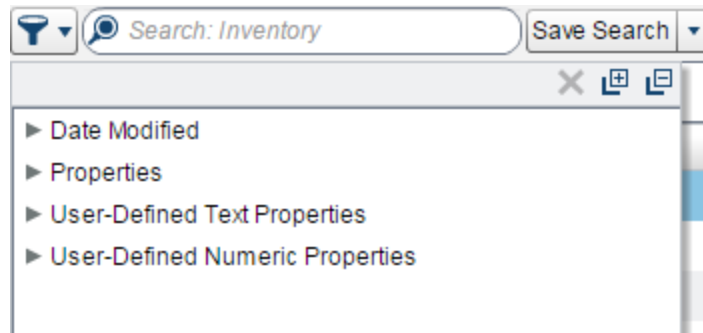 Search: Inventory
Save Search
Date Modified
Properties
User-Defined Text Properties
User-Defined Numeric Properties